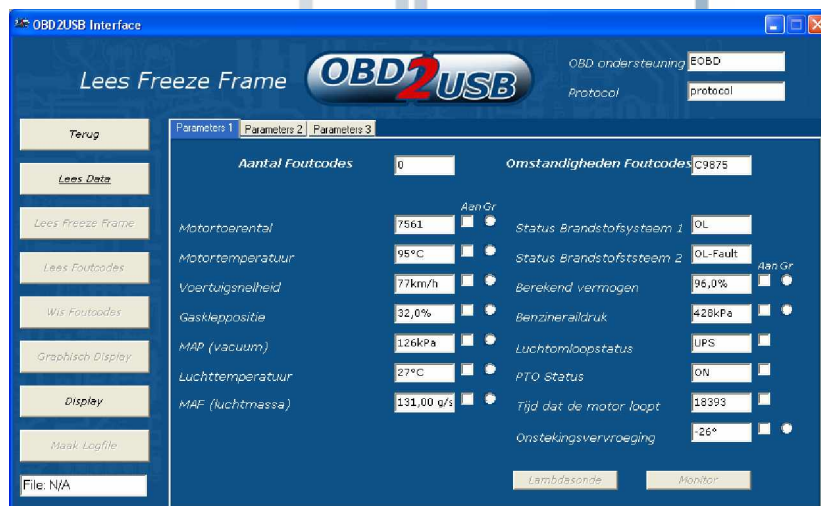 OBD2USB Interface
Lees Freeze Frame
OBD2USB
OBD ondersteuning EOBD
Protocol protocol
Terug
Lees Data
Lees Freeze Frame
Lees Foutcodes
Wis Foutcodes
Graphisch Display
Display
Maak Logfile
File: N/A
Parameters 1 Parameters 2 Parameters 3
Aantal Foutcodes 0
Omstandigheden Foutcodes C9875
Aan Gr
Motortoerental 7561
Motortemperatuur 95°C
Voertuigsnelheid 77km/h
Gaskleppositie 32,0%
MAP (vacuum) 126kPa
Luchttemperatuur 27°C
MAF (luchtmassa) 131,00 g/s
Status Brandstofsysteem 1 OL
Status Brandstoftsteem 2 OL-Fault
Aan Gr
Berekend vermogen 96,0%
Benzineraildruk 428kPa
Luchtomloopstatus UPS
PTO Status ON
Tijd dat de motor loopt 18393
Onstekingsvervroeging -26°
Lambdasonde
Monitor